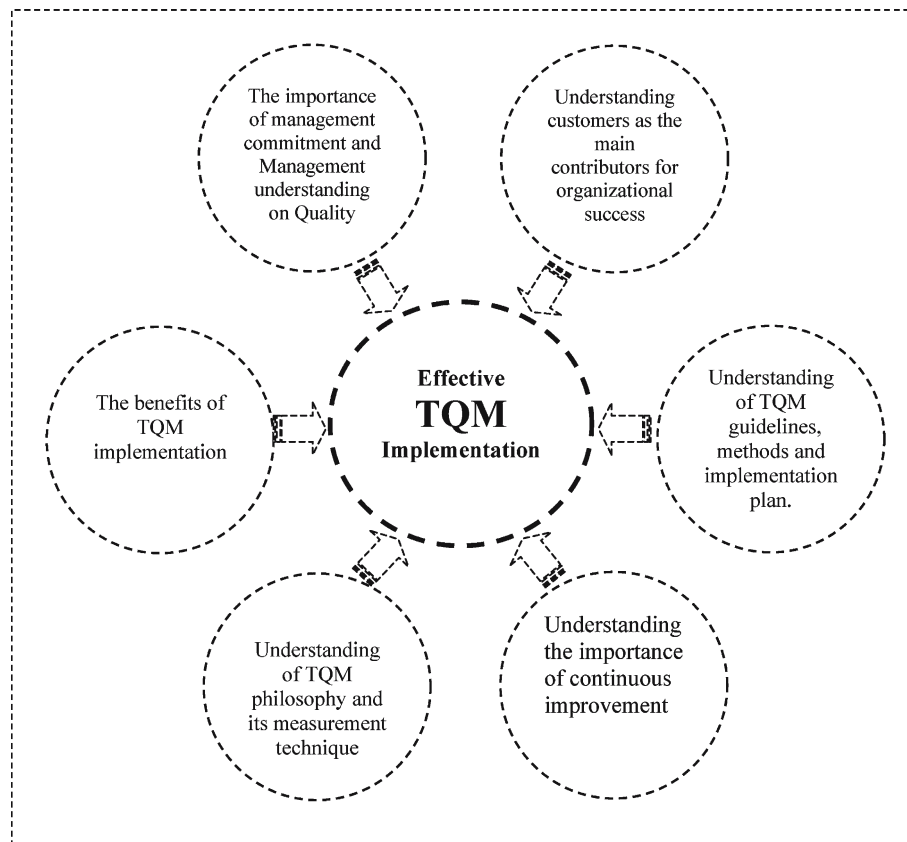 The importance
of management
commitment and
Management
understanding
on Quality
Understanding
customers as the
main
contributors for
organizational
success
The benefits of
TQM
implementation
Effective
TQM
Implementation
Understanding
of TQM
guidelines,
methods and
implementation
plan.
Understanding
of TQM
philosophy and
its measurement
technique
Understanding
the importance
of continuous
improvement